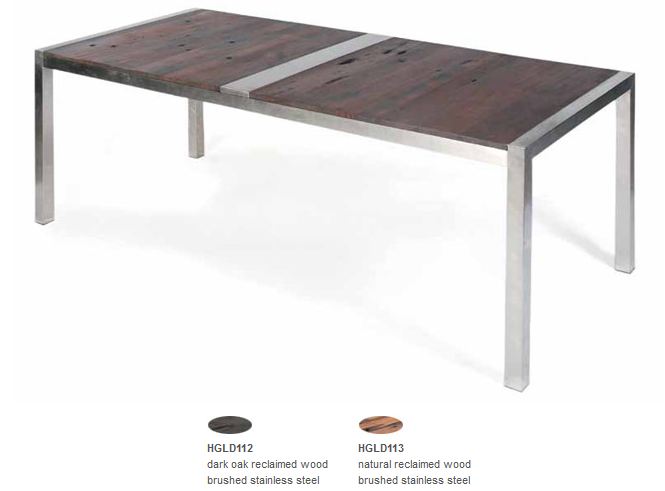 HGLD112
dark oak reclaimed wood
brushed stainless steel
HGLD113
natural reclaimed wood
brushed stainless steel